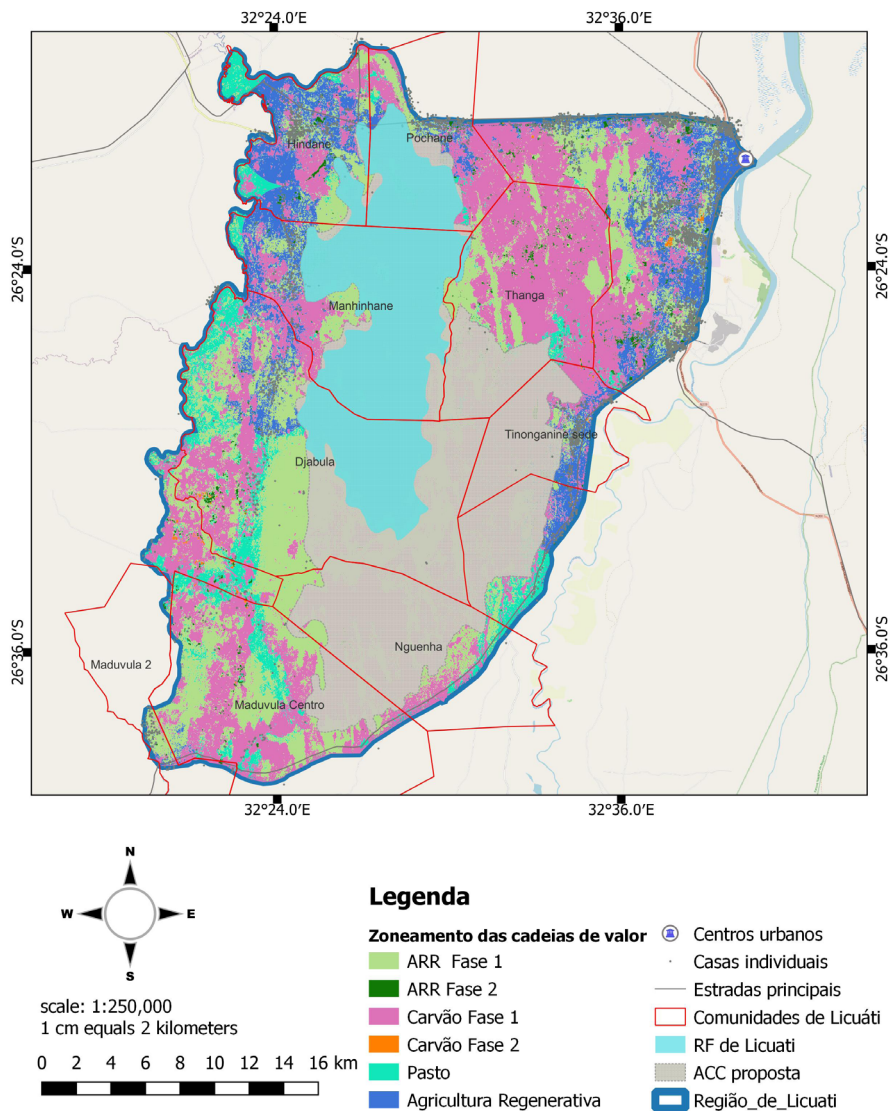 32°24.0'E 32°36.0'E
Hindane
Pochane
26°24.0'S 26°24.0'S
Manhinhane
Thanga
Tinonganine sede
Djabula
26°36.0'S 26°36.0'S
Nguenha
Maduvula 2
Maduvula Centro
32°24.0'E 32°36.0'E
N
W E
S
scale: 1:250,000
1 cm equals 2 kilometers
0 2 4 6 8 10 12 14 16 km
Legenda
Zoneamento das cadeias de valor
ARR Fase 1
ARR Fase 2
Carvão Fase 1
Carvão Fase 2
Pasto
Agricultura Regenerativa
Centros urbanos
Casas individuais
Estradas principais
Comunidades de Licuáti
RF de Licuati
ACC proposta
Região_de_Licuati